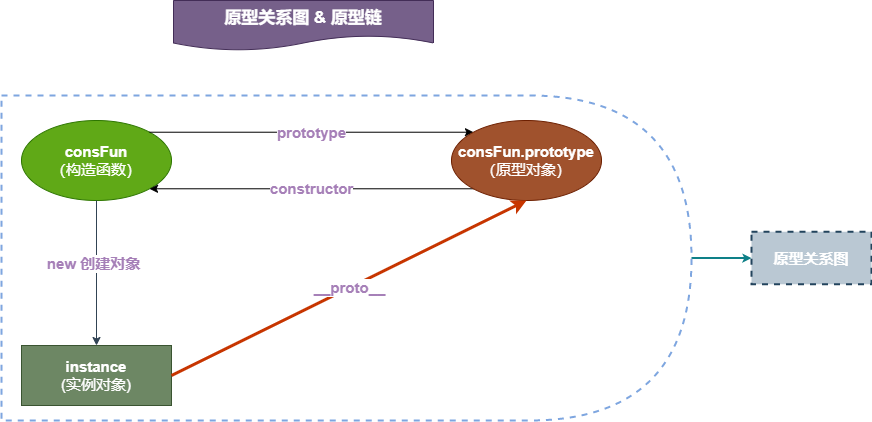 原型关系图 & 原型链
consFun
(构造函数)
prototype
consFun.prototype
(原型对象)
constructor
new 创建对象
__proto__
原型关系图
instance
(实例对象)